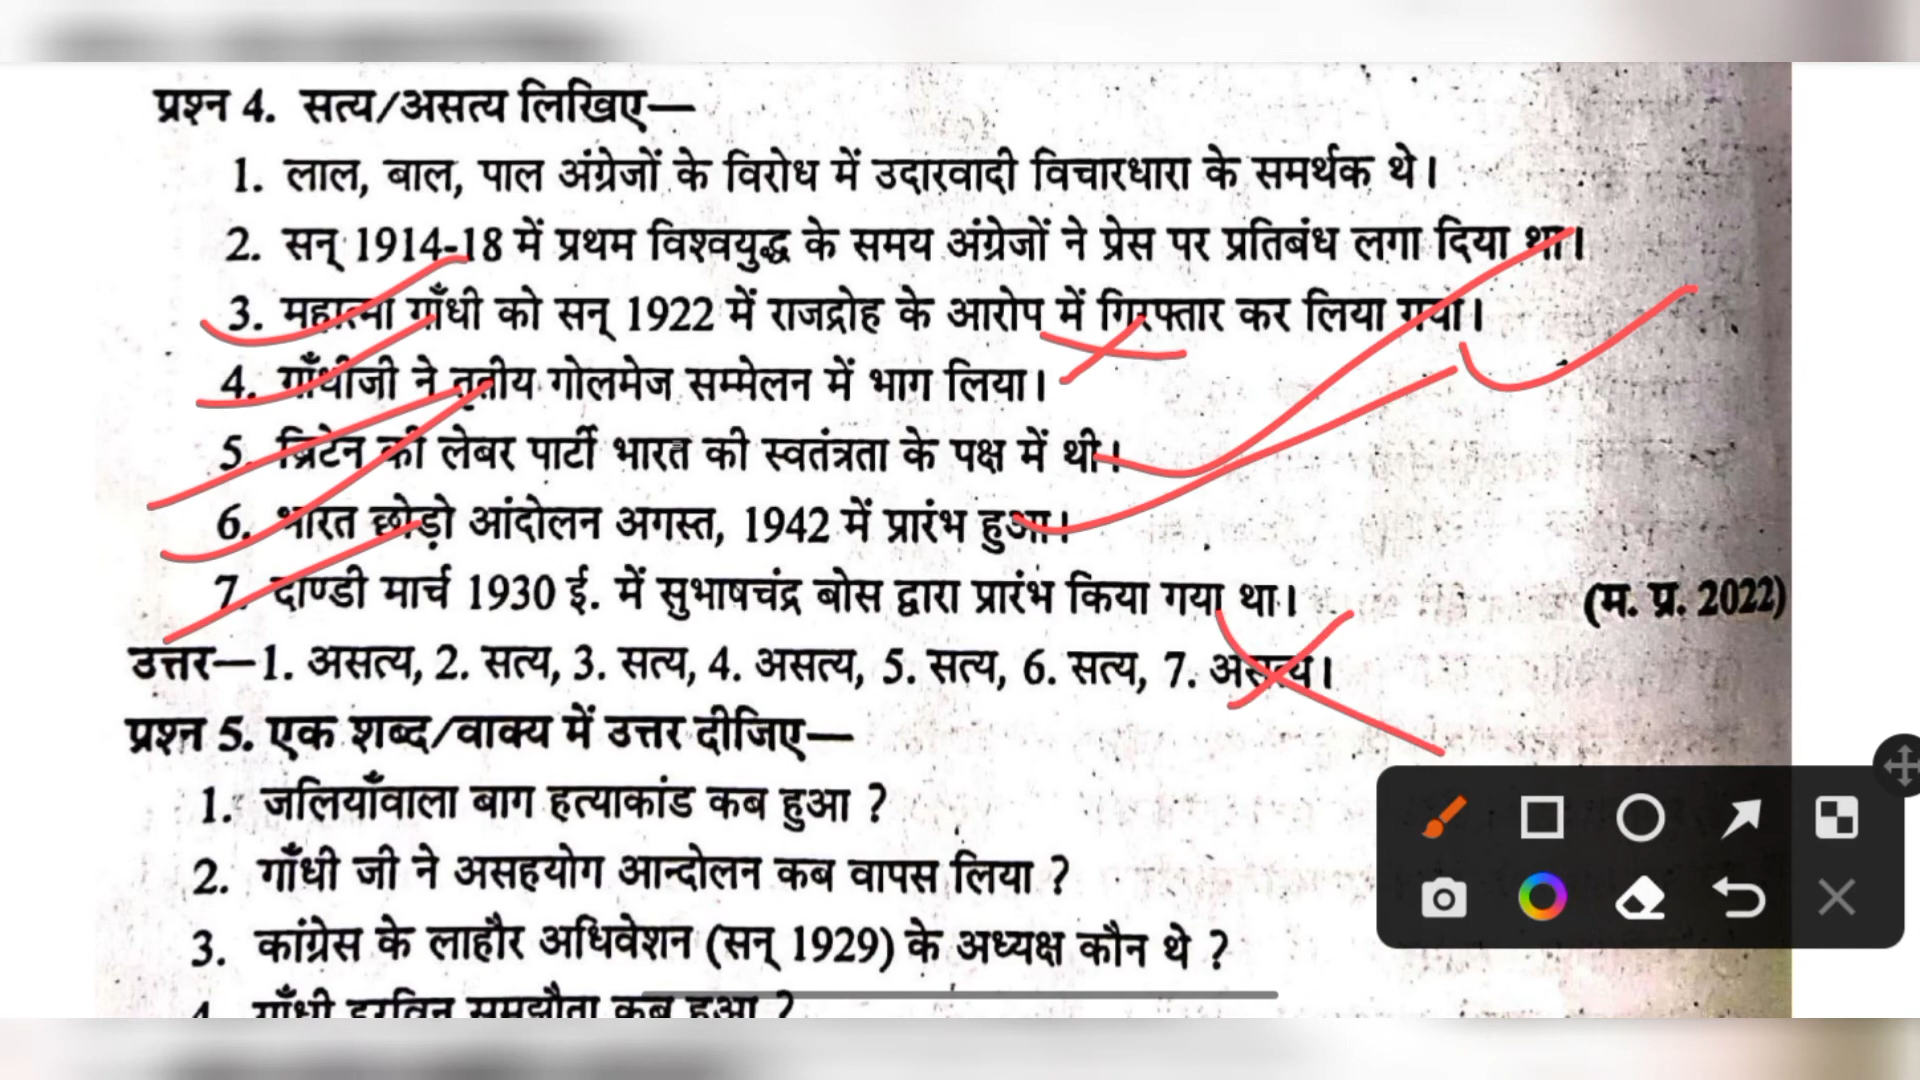 प्रश्न 4. सत्य/असत्य लिखिए—
1. लाल, बाल, पाल अंग्रेजों के विरोध में उदारवादी विचारधारा के समर्थक थे।
2. सन् 1914-18 में प्रथम विश्वयुद्ध के समय अंग्रेजों ने प्रेस पर प्रतिबंध लगा दिया था।
3. महात्मा गाँधी को सन् 1922 में राजद्रोह के आरोप में गिरफ्तार कर लिया गया।
4. गाँधीजी ने तृतीय गोलमेज सम्मेलन में भाग लिया।
5. ब्रिटेन की लेबर पार्टी भारत की स्वतंत्रता के पक्ष में थी।
6. भारत छोड़ो आंदोलन अगस्त, 1942 में प्रारंभ हुआ।
7. दाण्डी मार्च 1930 ई. में सुभाषचंद्र बोस द्वारा प्रारंभ किया गया था। (म. प्र. 2022)
उत्तर—1. असत्य, 2. सत्य, 3. सत्य, 4. असत्य, 5. सत्य, 6. सत्य, 7. असत्य।
प्रश्न 5. एक शब्द/वाक्य में उत्तर दीजिए—
1. जलियाँवाला बाग हत्याकांड कब हुआ ?
2. गाँधी जी ने असहयोग आन्दोलन कब वापस लिया ?
3. कांग्रेस के लाहौर अधिवेशन (सन् 1929) के अध्यक्ष कौन थे ?
4. गाँधी इरविन समझौता कब हुआ ?